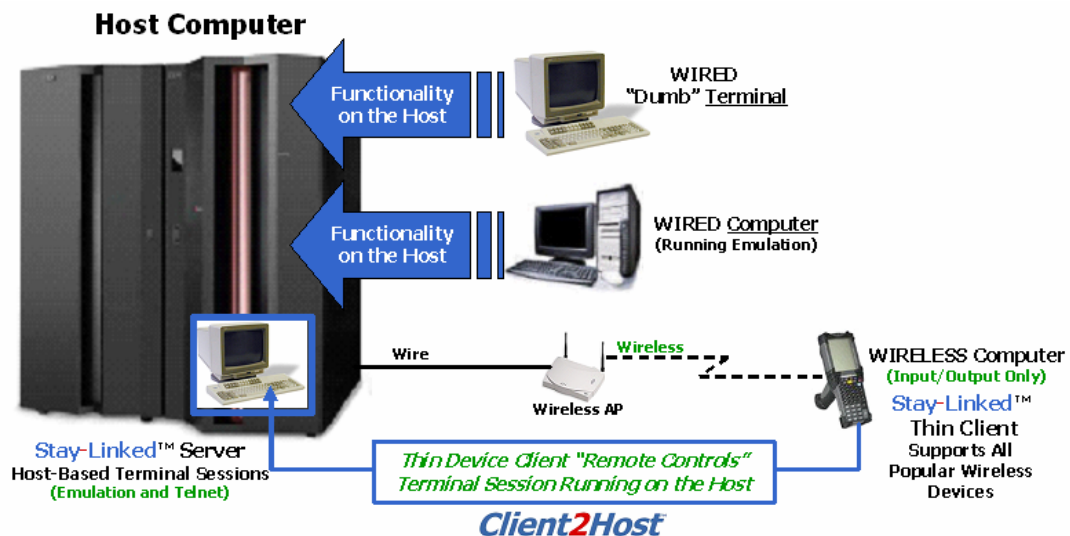 Host Computer
Functionality
on the Host
WIRED
“Dumb” Terminal
Functionality
on the Host
WIRED Computer
(Running Emulation)
Wire
Wireless
Wireless AP
WIRELESS Computer
(Input/Output Only)
Stay-Linked™
Thin Client
Supports All
Popular Wireless
Devices
Stay-Linked™ Server
Host-Based Terminal Sessions
(Emulation and Telnet)
Thin Device Client “Remote Controls”
Terminal Session Running on the Host
Client2Host